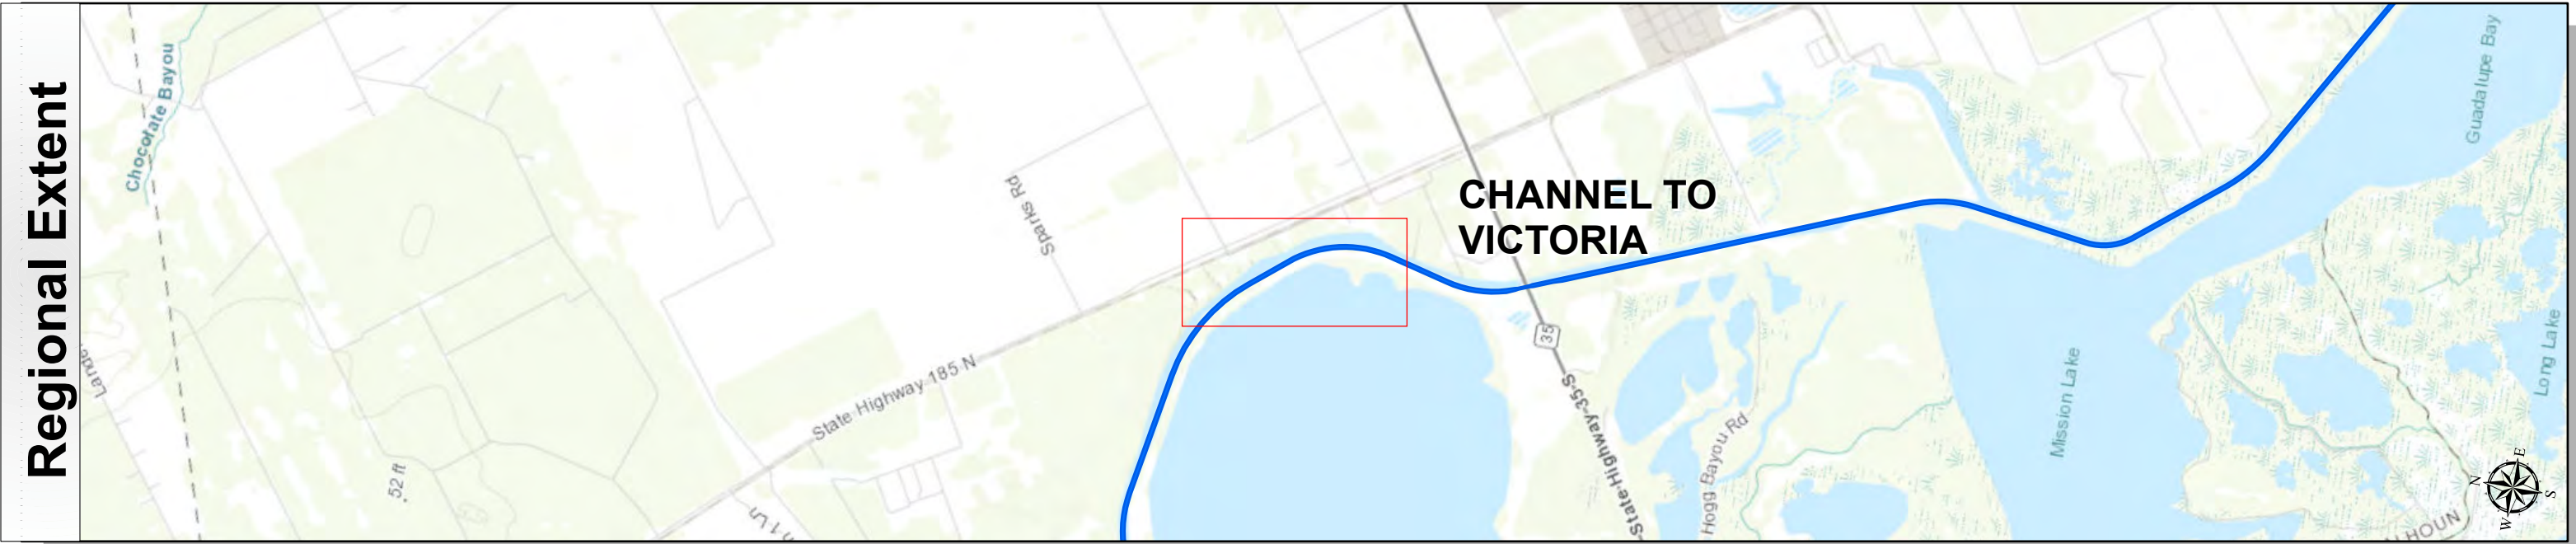 Regional Extent
Chocolate Bayou
Sparks Rd
CHANNEL TO
VICTORIA
Guadalupe Bay
35
State Highway 185 N
State-Highway-35-S
Hogg Bayou Rd
Mission Lake
Long Lake
52 ft
N
E
S
W